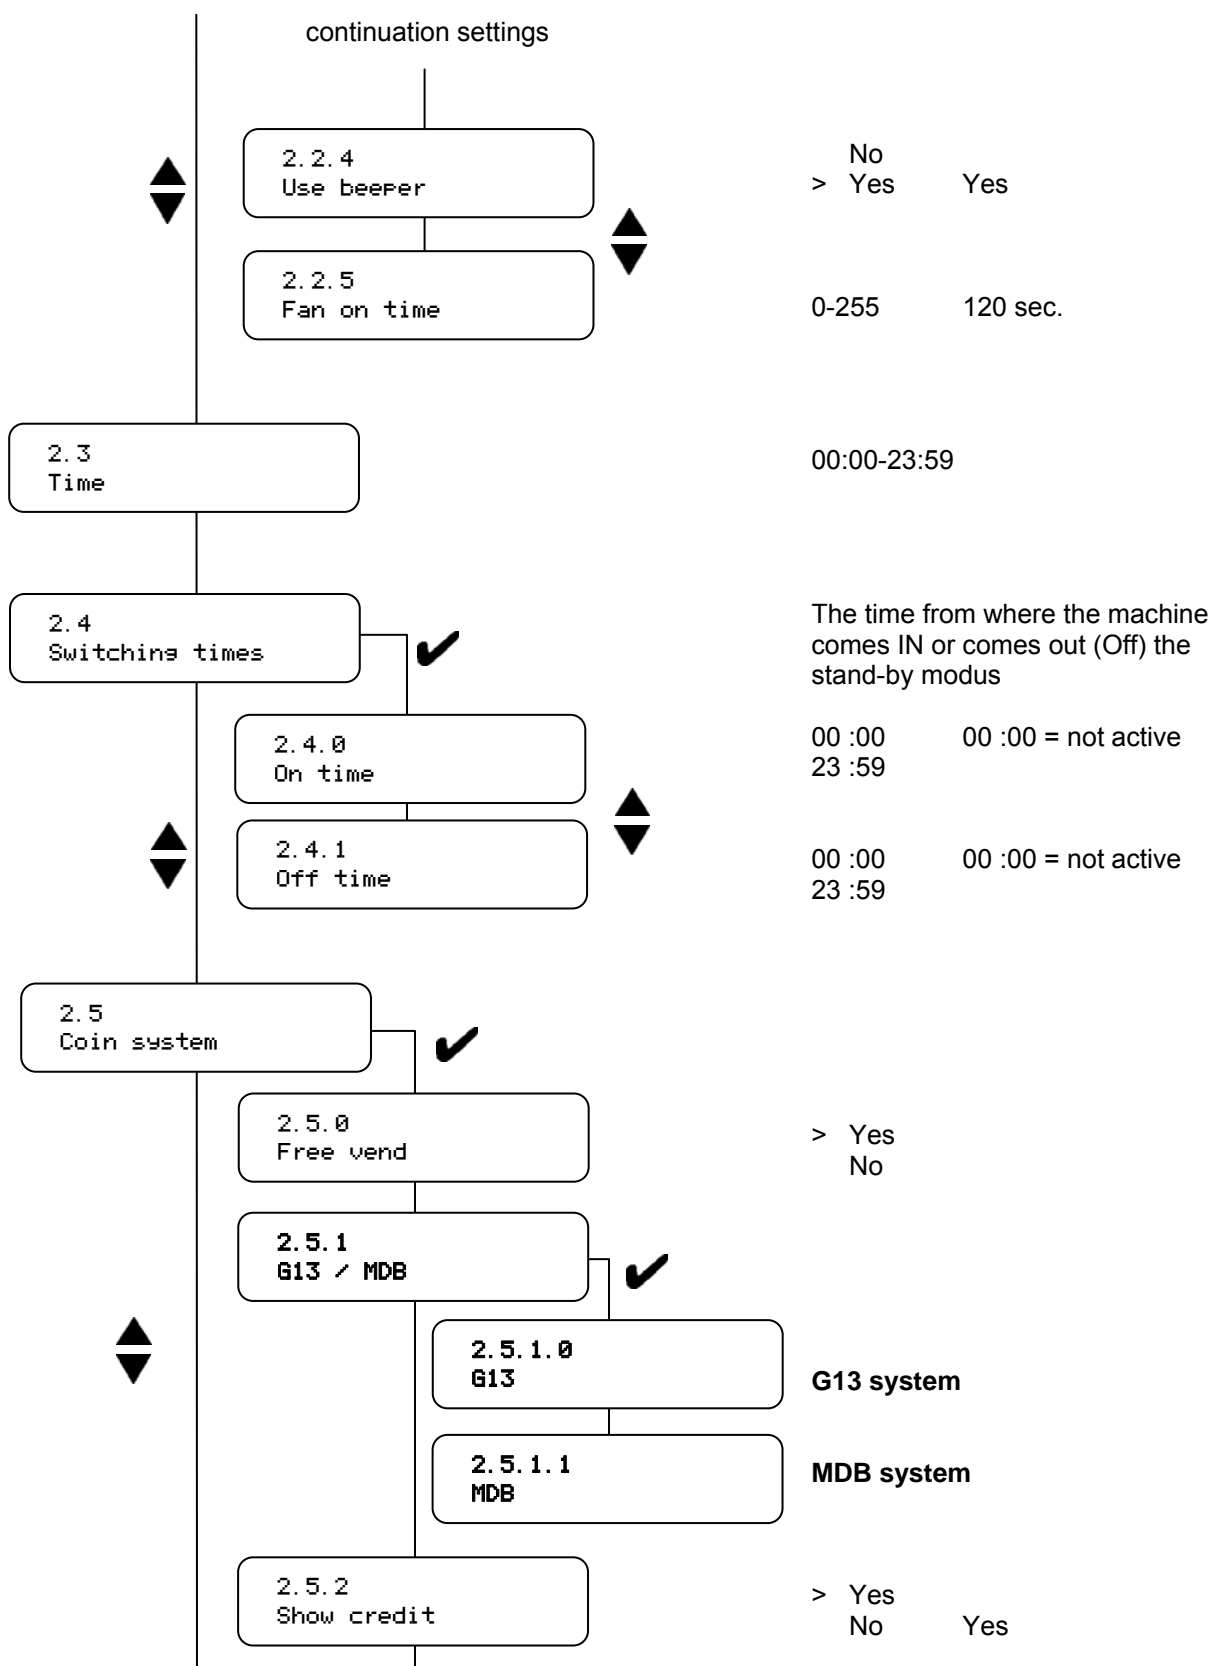 continuation settings
2.2.4
Use beeper
No
> Yes Yes
2.2.5
Fan on time
0-255 120 sec.
2.3
Time
00:00-23:59
2.4
Switching times
The time from where the machine
comes IN or comes out (Off) the
stand-by modus
2.4.0
On time
00 :00 00 :00 = not active
23 :59
2.4.1
Off time
00 :00 00 :00 = not active
23 :59
2.5
Coin system
2.5.0
Free vend
> Yes
No
2.5.1
G13 / MDB
2.5.1.0
G13
G13 system
2.5.1.1
MDB
MDB system
2.5.2
Show credit
> Yes
No Yes